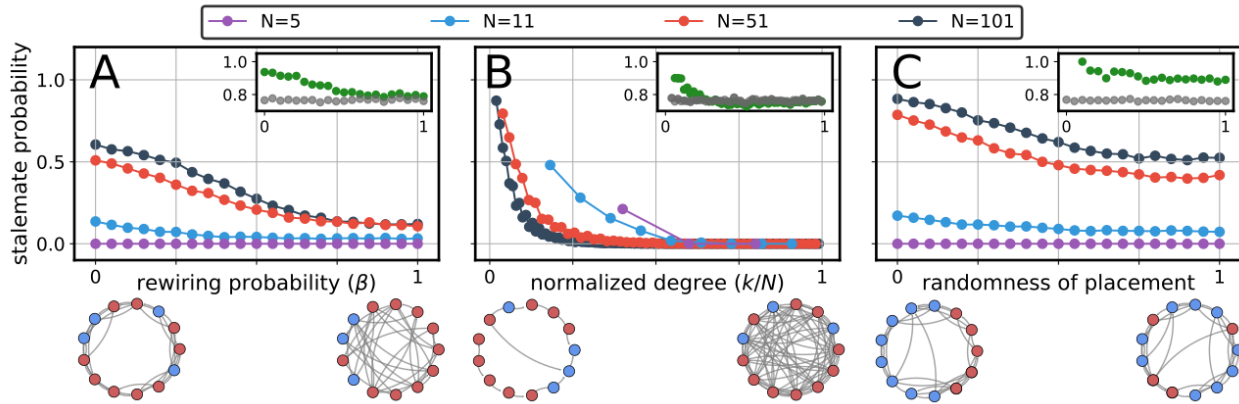 N=5 N=11 N=51 N=101
A B C
stalemate probability
1.0
0.5
0.0
1.0
0.8
0 1
1.0
0.8
0 1
1.0
0.8
0 1
0 1 0 1 0 1
rewiring probability (β) normalized degree (k/N) randomness of placement